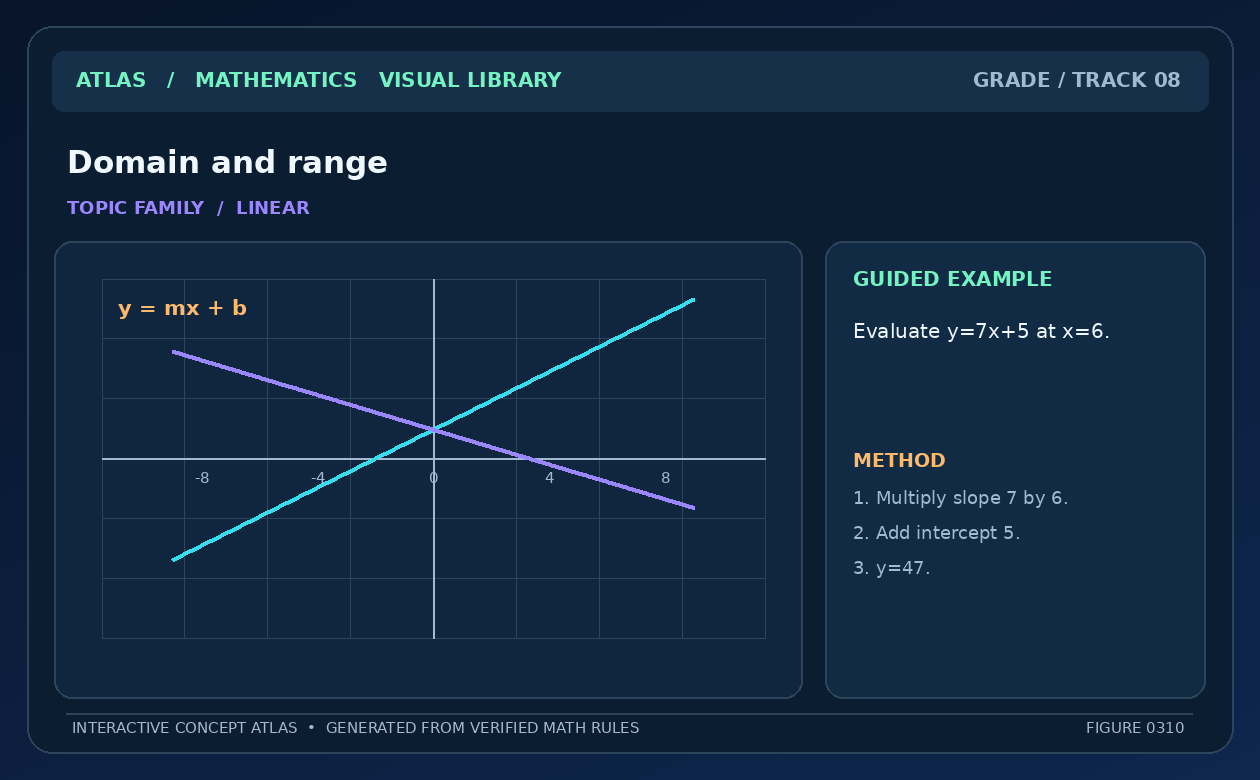 ATLAS / MATHEMATICS VISUAL LIBRARY
GRADE / TRACK 08
Domain and range
TOPIC FAMILY / LINEAR
y = mx + b
-8 -4 0 4 8
GUIDED EXAMPLE
Evaluate y=7x+5 at x=6.
METHOD
1. Multiply slope 7 by 6.
2. Add intercept 5.
3. y=47.
INTERACTIVE CONCEPT ATLAS • GENERATED FROM VERIFIED MATH RULES
FIGURE 0310